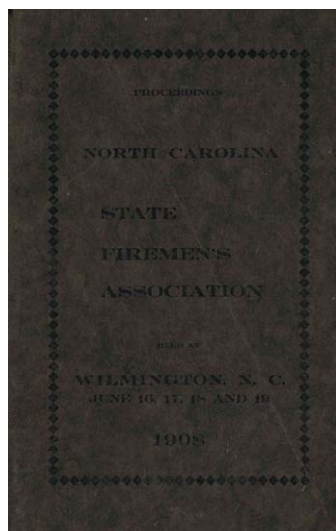 PROCEEDINGS
NORTH CAROLINA
STATE
FIREMEN'S
ASSOCIATION
HELD AT
WILMINGTON, N. C.
JUNE 16, 17, 18 AND 19
1908